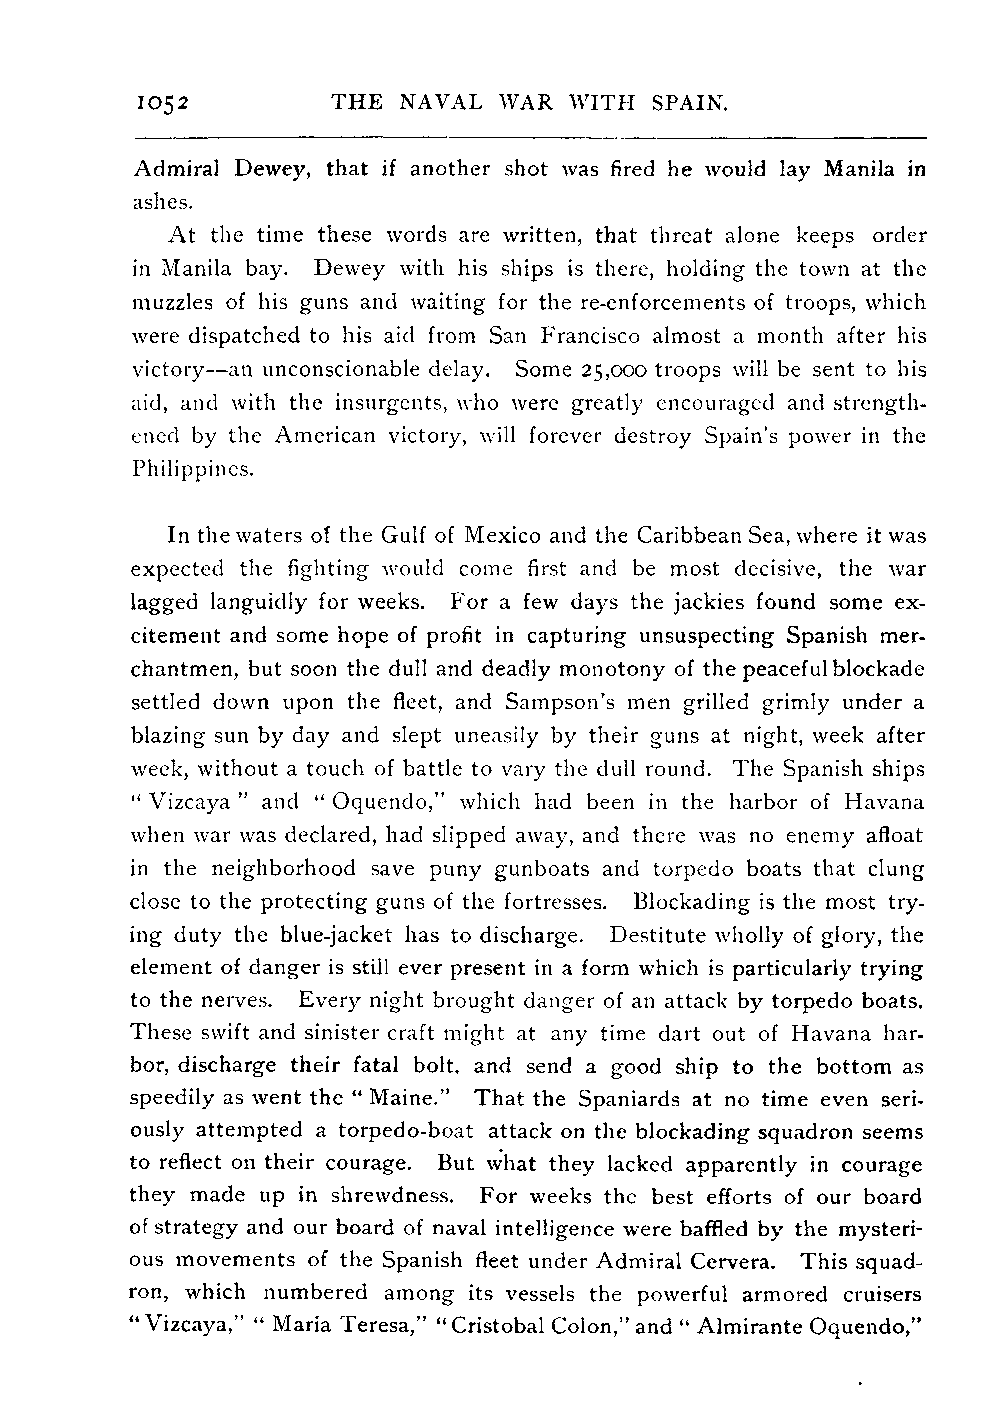 1052 THE NAVAL WAR WITH SPAIN.
Admiral Dewey, that if another shot was fired he would lay Manila in
ashes.
At the time these words are written, that threat alone keeps order
in Manila bay. Dewey with his ships is there, holding the town at the
muzzles of his guns and waiting for the re-enforcements of troops, which
were dispatched to his aid from San Francisco almost a month after his
victory--an unconscionable delay. Some 25,000 troops will be sent to his
aid, and with the insurgents, who were greatly encouraged and strength-
ened by the American victory, will forever destroy Spain's power in the
Philippines.
In the waters of the Gulf of Mexico and the Caribbean Sea, where it was
expected the fighting would come first and be most decisive, the war
lagged languidly for weeks. For a few days the jackies found some ex-
citement and some hope of profit in capturing unsuspecting Spanish mer-
chantmen, but soon the dull and deadly monotony of the peaceful blockade
settled down upon the fleet, and Sampson's men grilled grimly under a
blazing sun by day and slept uneasily by their guns at night, week after
week, without a touch of battle to vary the dull round. The Spanish ships
"Vizcaya" and "Oquendo," which had been in the harbor of Havana
when war was declared, had slipped away, and there was no enemy afloat
in the neighborhood save puny gunboats and torpedo boats that clung
close to the protecting guns of the fortresses. Blockading is the most try-
ing duty the blue-jacket has to discharge. Destitute wholly of glory, the
element of danger is still ever present in a form which is particularly trying
to the nerves. Every night brought danger of an attack by torpedo boats.
These swift and sinister craft might at any time dart out of Havana har-
bor, discharge their fatal bolt, and send a good ship to the bottom as
speedily as went the "Maine." That the Spaniards at no time even seri-
ously attempted a torpedo-boat attack on the blockading squadron seems
to reflect on their courage. But what they lacked apparently in courage
they made up in shrewdness. For weeks the best efforts of our board
of strategy and our board of naval intelligence were baffled by the mysteri-
ous movements of the Spanish fleet under Admiral Cervera. This squad-
ron, which numbered among its vessels the powerful armored cruisers
"Vizcaya," "Maria Teresa," "Cristobal Colon," and "Almirante Oquendo,"